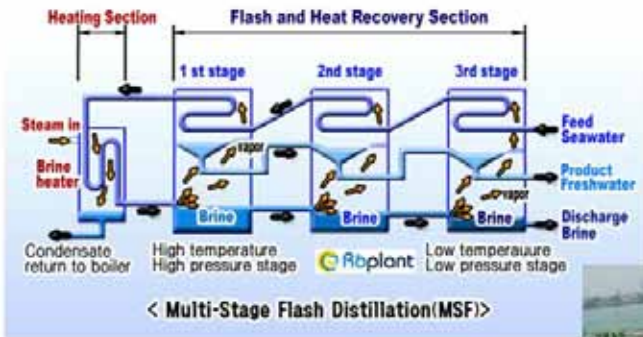 Heating Section
Flash and Heat Recovery Section
1 st stage
2nd stage
3rd stage
Steam in
Brine
heater
vapor
vapor
Feed
Seawater
Product
Freshwater
Discharge
Brine
Brine
Brine
Brine
Condensate
return to boiler
High temperature
High pressure stage
Rbplant
Low temperauure
Low pressure stage
< Multi-Stage Flash Distillation(MSF)>